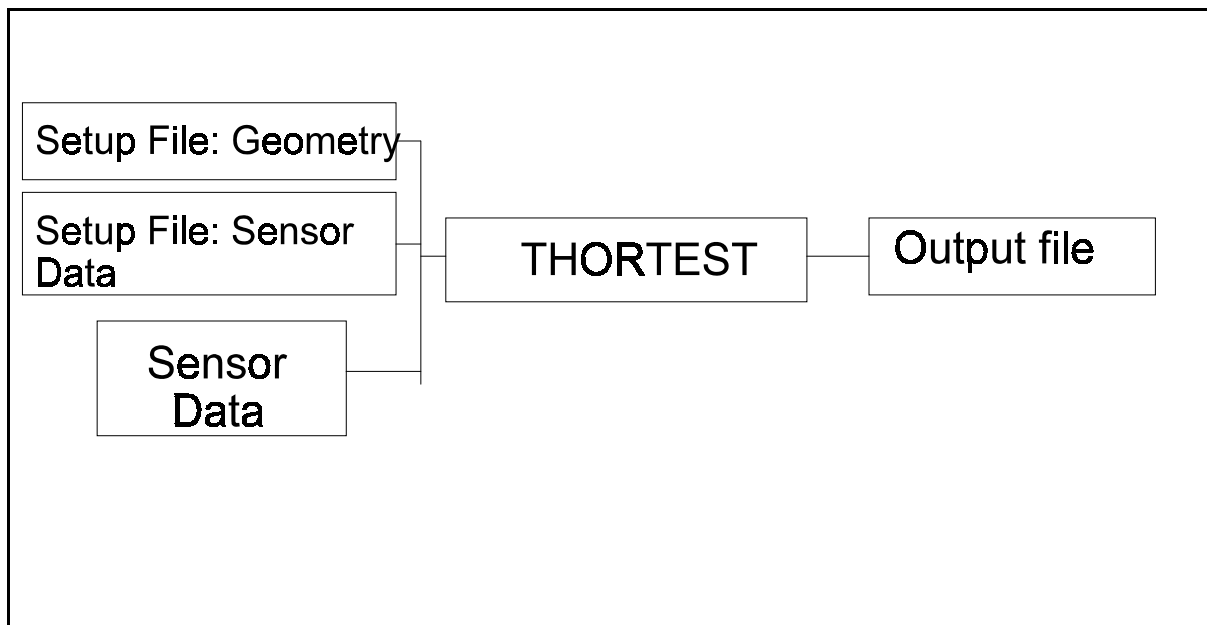 Setup File: Geometry
Setup File: Sensor
Data
Sensor
Data
THORTEST
Output file